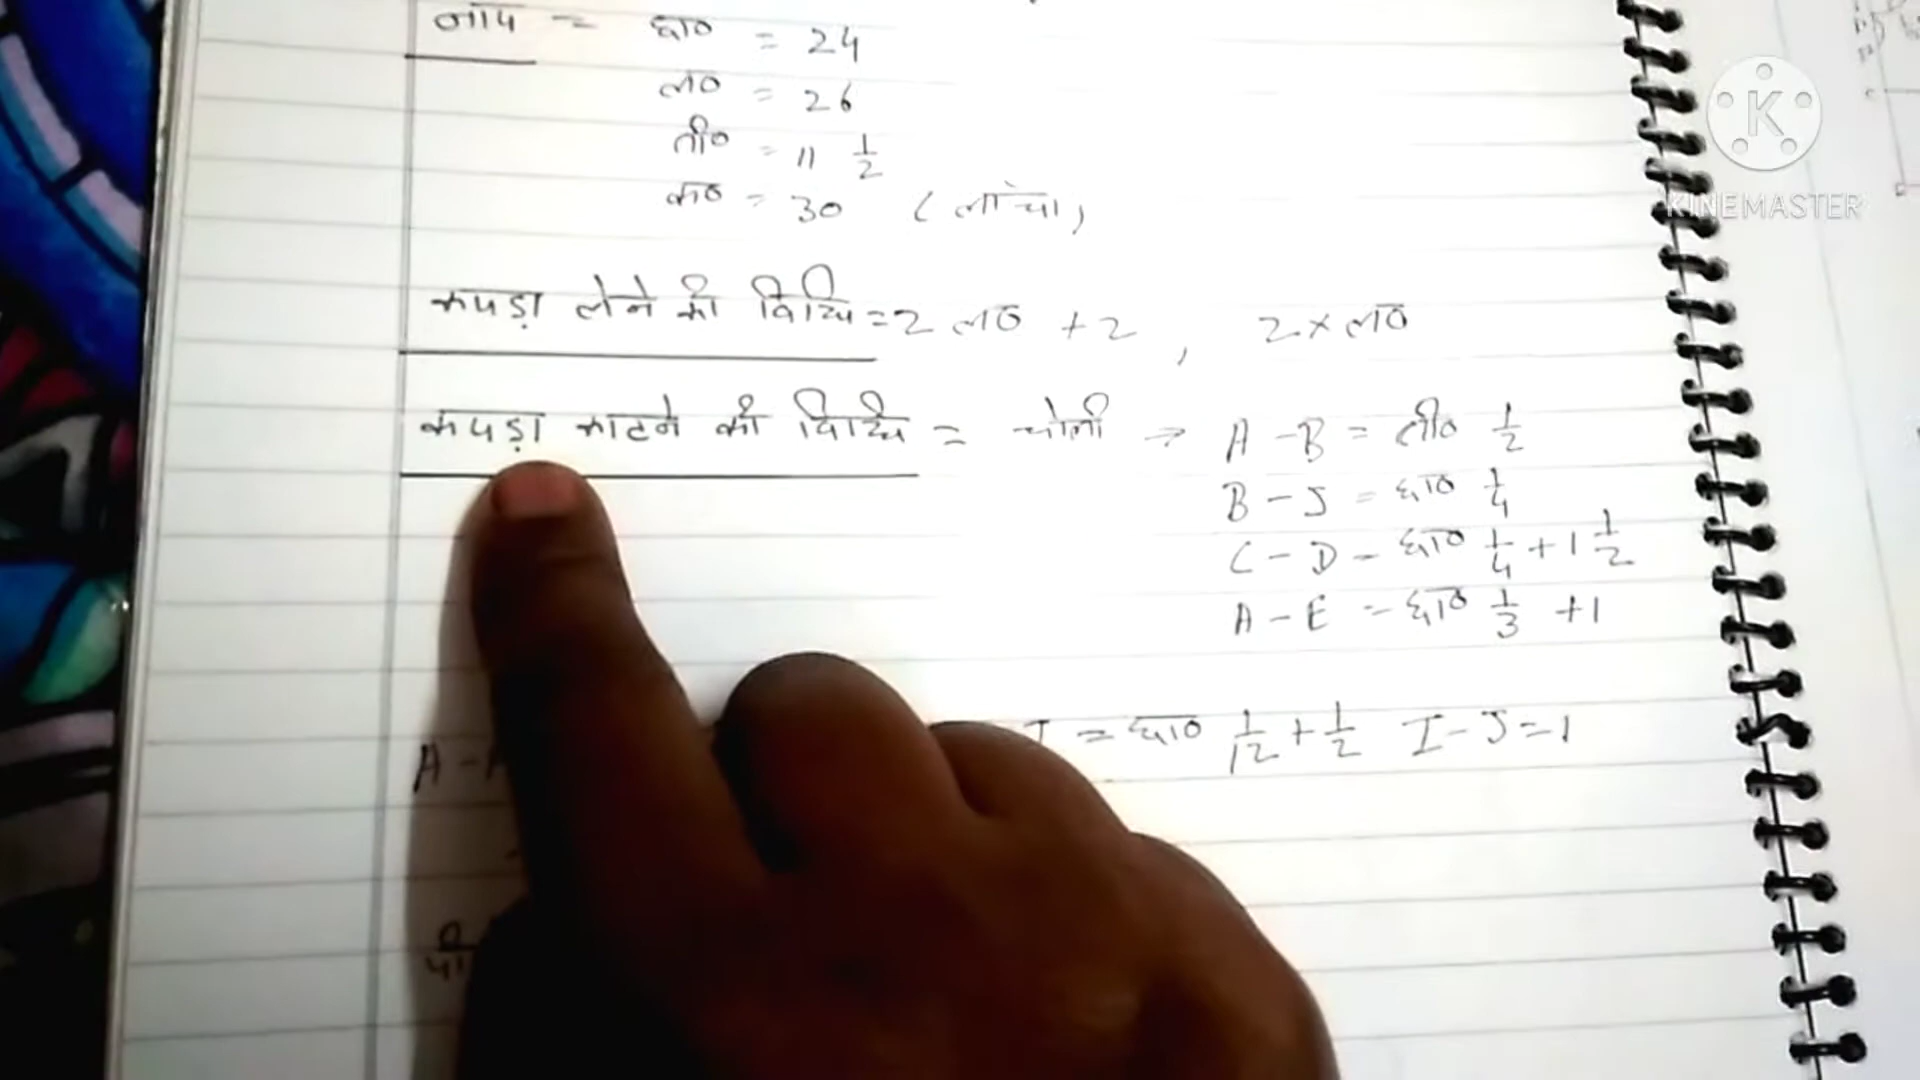 नाप = छा० = 24
ल० = 26
ती० = 11 1/2
क० = 30
कपड़ा लेने की विधि = 2 ल० + 2 , 2 × ल०
कपड़ा काटने की विधि = चोली → A - B = ती० 1/2
B - J = छा० 1/4
C - D = छा० 1/4 + 1 1/2
A - E = छा० 1/3 + 1
A -
= छा० 1/12 + 1/2 I - J = 1
K
KINEMASTER